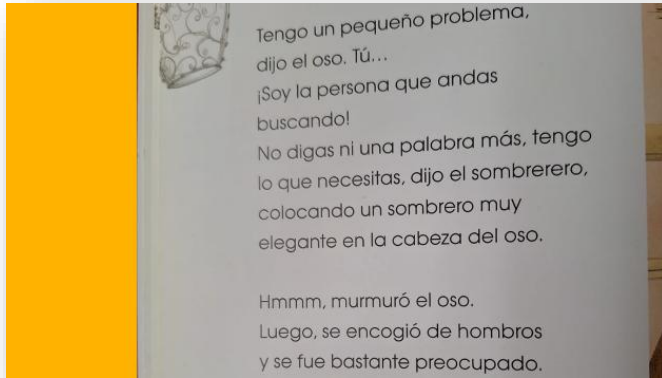 Tengo un pequeño problema,
dijo el oso. Tú...
¡Soy la persona que andas
buscando!
No digas ni una palabra más, tengo
lo que necesitas, dijo el sombrerero,
colocando un sombrero muy
elegante en la cabeza del oso.
Hmmm, murmuró el oso.
Luego, se encogió de hombros
y se fue bastante preocupado.